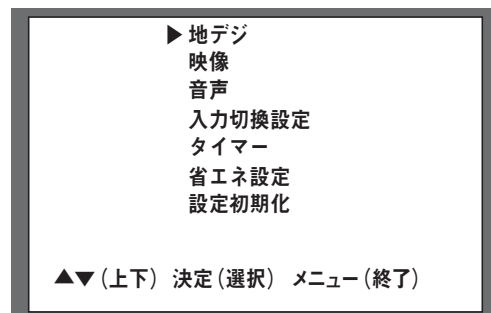 ▶地デジ
映像
音声
入力切換設定
タイマー
省エネ設定
設定初期化
▲▼(上下) 決定(選択) メニュー(終了)